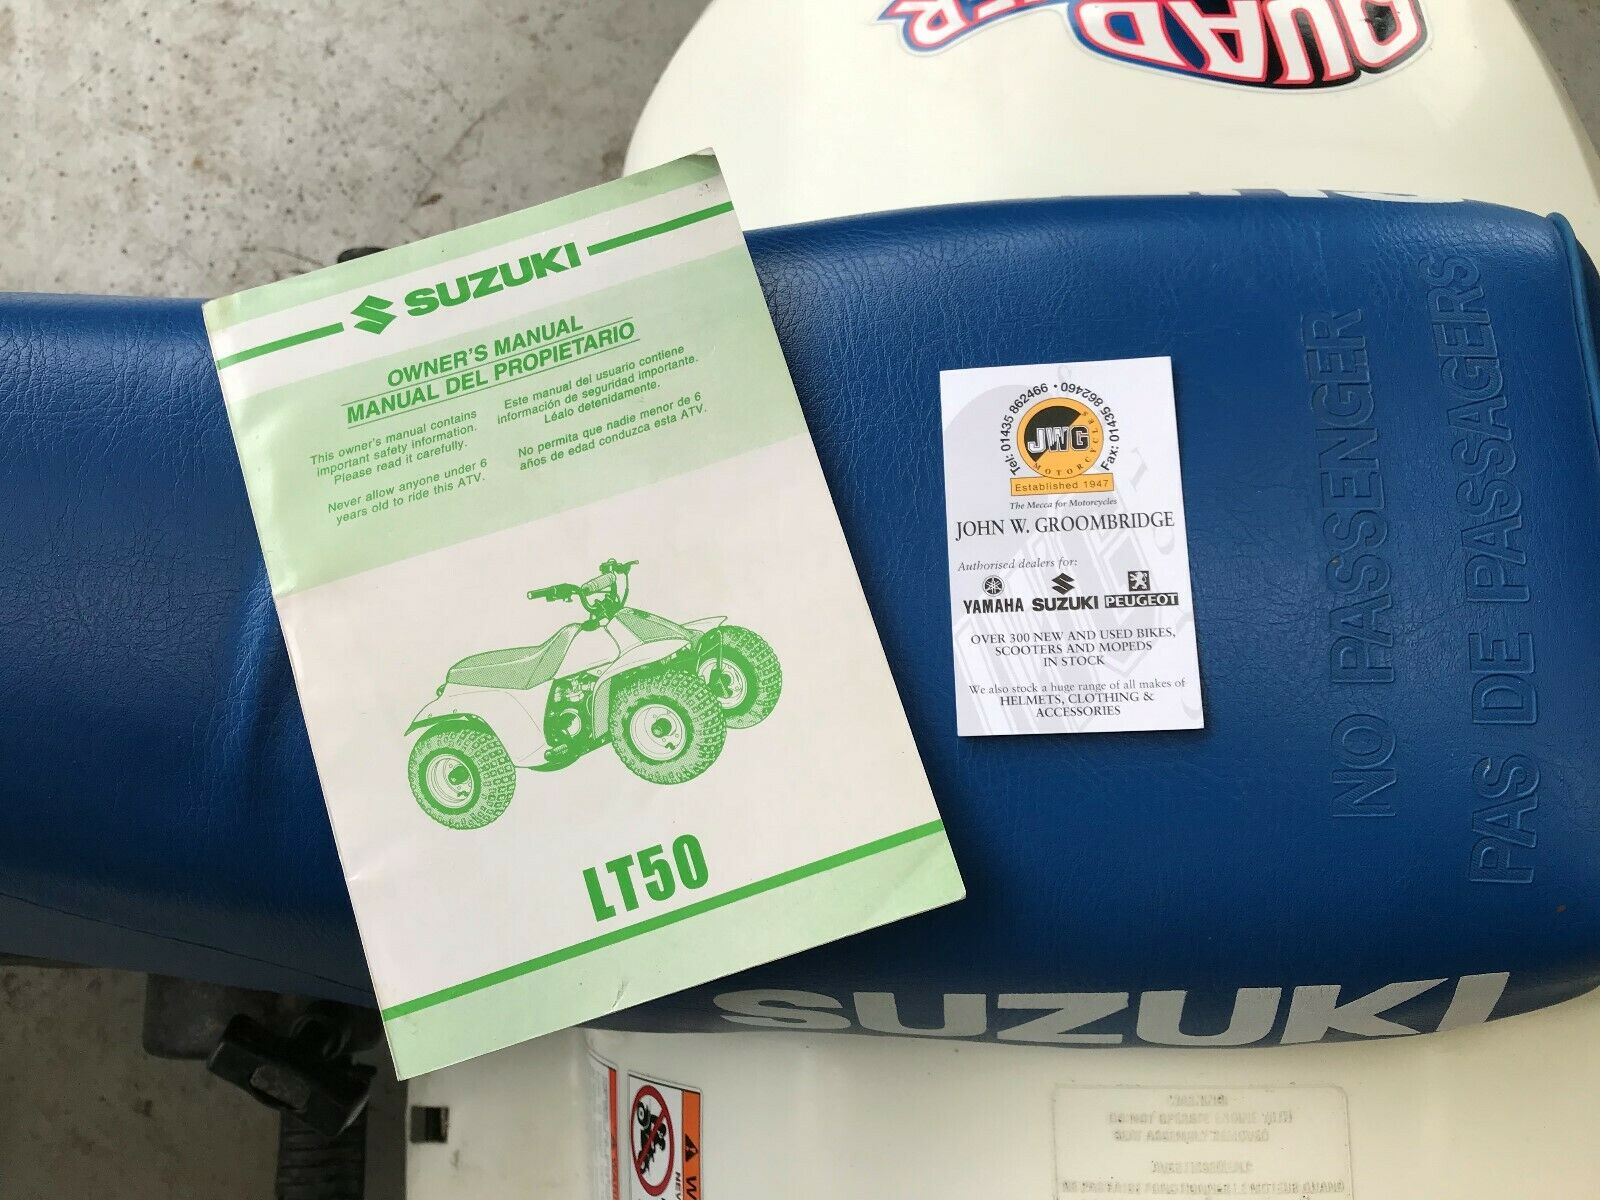 QUAD
SUZUKI
OWNER'S MANUAL
MANUAL DEL PROPIETARIO
This owner's manual contains
important safety information.
Please read it carefully.
Never allow anyone under 6
years old to ride this ATV.
Este manual del usuario contiene
información de seguridad importante.
Léalo detenidamente.
No permita que nadie menor de 6
años de edad conduzca esta ATV.
LT50
Tel: 01435 862466 • 862460
Fax: 01435
JWG
MOTORCYCLES
Established 1947
The Mecca for Motorcycles
JOHN W. GROOMBRIDGE
Authorised dealers for:
YAMAHA SUZUKI PEUGEOT
OVER 300 NEW AND USED BIKES,
SCOOTERS AND MOPEDS
IN STOCK
We also stock a huge range of all makes of
HELMETS, CLOTHING &
ACCESSORIES
NO PASSENGER
PAS DE PASSAGERS
SUZUKI